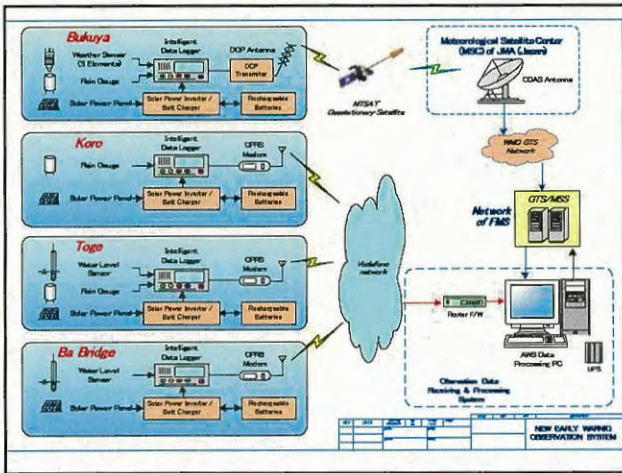 Bukuya
Weather Sensor
(5 Elements)
Rain Gauge
Solar Power Panel
Intelligent
Data Logger
DCP Antenna
DCP
Transmitter
Solar Power Inverter /
Batt Charger
Rechargeable
Batteries
MTSAT
Geostationary Satellite
Meteorological Satellite Center
(MSC) of JMA (Japan)
CDAS Antenna
WMO GTS
Network
GTS/MSS
Network
of FMS
Koro
Rain Gauge
Solar Power Panel
Intelligent
Data Logger
GPRS
Modem
Solar Power Inverter /
Batt Charger
Rechargeable
Batteries
Toge
Water Level
Sensor
Rain Gauge
Solar Power Panel
Intelligent
Data Logger
GPRS
Modem
Solar Power Inverter /
Batt Charger
Rechargeable
Batteries
Vodafone
network
Router F/W
AWS Data
Processing PC
UPS
Observation Data
Receiving & Processing
System
Ba Bridge
Water Level
Sensor
Solar Power Panel
Intelligent
Data Logger
GPRS
Modem
Solar Power Inverter /
Batt Charger
Rechargeable
Batteries
NEW EARLY WARNIG
OBSERVATION SYSTEM